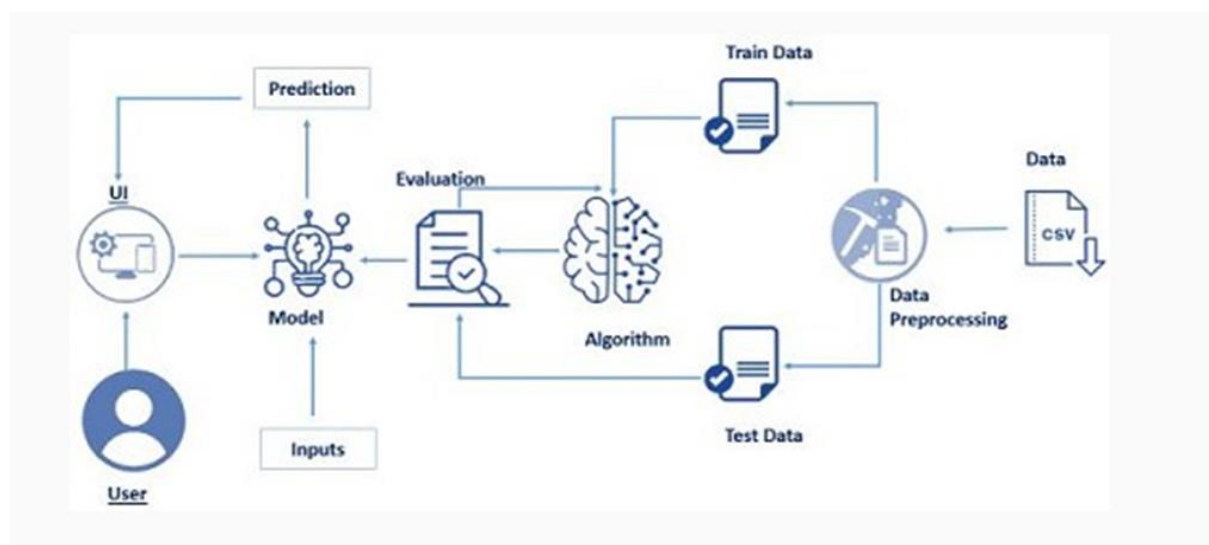 Train Data
Prediction
Data
Evaluation
UI
CSV
Data
Preprocessing
Model
Algorithm
Test Data
Inputs
User